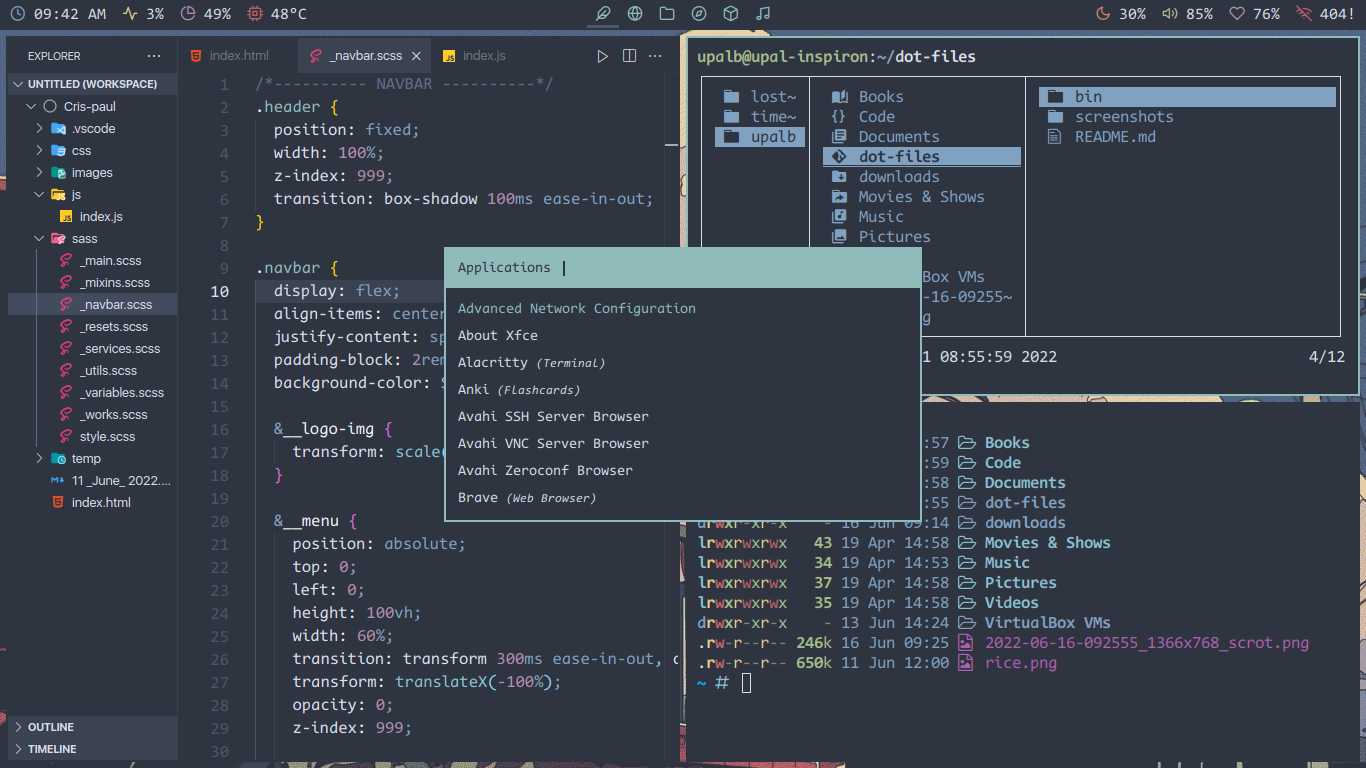 09:42 AM 3% 49% 48°C 30% 85% 76% 404!
EXPLORER ···
UNTITLED (WORKSPACE)
Cris-paul
.vscode
css
images
js
index.js
sass
_main.scss
_mixins.scss
_navbar.scss
_resets.scss
_services.scss
_utils.scss
_variables.scss
_works.scss
style.scss
temp
11 _June_ 2022....
index.html
OUTLINE
TIMELINE
index.html _navbar.scss index.js ···
1 /*---------- NAVBAR ----------*/
2 .header {
3 position: fixed;
4 width: 100%;
5 z-index: 999;
6 transition: box-shadow 100ms ease-in-out;
7 }
8
9 .navbar {
10 display: flex;
11 align-items: center
12 justify-content: sp
13 padding-block: 2rem
14 background-color:
15
16 &__logo-img {
17 transform: scale(
18 }
19
20 &__menu {
21 position: absolute;
22 top: 0;
23 left: 0;
24 height: 100vh;
25 width: 60%;
26 transition: transform 300ms ease-in-out,
27 transform: translateX(-100%);
28 opacity: 0;
29 z-index: 999;
30
Applications
Advanced Network Configuration
About Xfce
Alacritty (Terminal)
Anki (Flashcards)
Avahi SSH Server Browser
Avahi VNC Server Browser
Avahi Zeroconf Browser
Brave (Web Browser)
upalb@upal-inspiron:~/dot-files
lost~
time~
upalb
Books
{} Code
Documents
dot-files
downloads
Movies & Shows
Music
Pictures
Box VMs
-16-09255~
g
bin
screenshots
README.md
1 08:55:59 2022 4/12
:57 Books
:59 Code
:58 Documents
:55 dot-files
drwxr-xr-x - 16 Jun 09:14 downloads
lrwxrwxrwx 43 19 Apr 14:58 Movies & Shows
lrwxrwxrwx 34 19 Apr 14:53 Music
lrwxrwxrwx 37 19 Apr 14:58 Pictures
lrwxrwxrwx 35 19 Apr 14:58 Videos
drwxr-xr-x - 13 Jun 14:24 VirtualBox VMs
.rw-r--r-- 246k 16 Jun 09:25 2022-06-16-092555_1366x768_scrot.png
.rw-r--r-- 650k 11 Jun 12:00 rice.png
~ #